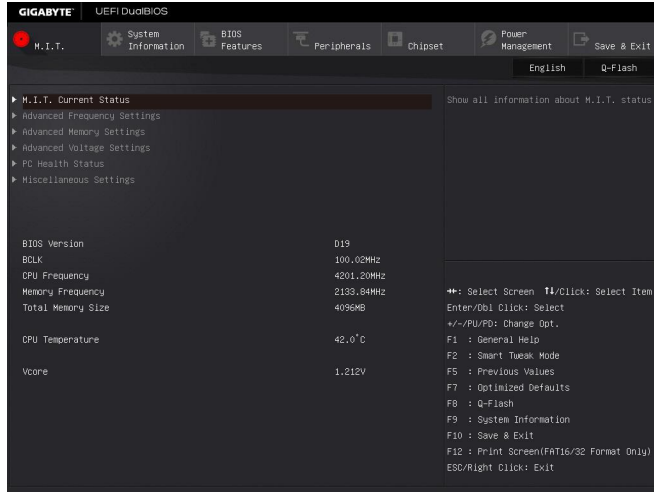 GIGABYTE™ UEFI DualBIOS
M.I.T.
System Information
BIOS Features
Peripherals
Chipset
Power Management
Save & Exit
English Q-Flash
M.I.T. Current Status
Show all information about M.I.T. status
Advanced Frequency Settings
Advanced Memory Settings
Advanced Voltage Settings
PC Health Status
Miscellaneous Settings
BIOS Version D19
BCLK 100.02MHz
CPU Frequency 4201.20MHz
Memory Frequency 2133.84MHz
Total Memory Size 4096MB
CPU Temperature 42.0°C
Vcore 1.212V
→←: Select Screen ↑↓/Click: Select Item
Enter/Dbl Click: Select
+/-/PU/PD: Change Opt.
F1 : General Help
F2 : Smart Tweak Mode
F5 : Previous Values
F7 : Optimized Defaults
F8 : Q-Flash
F9 : System Information
F10 : Save & Exit
F12 : Print Screen(FAT16/32 Format Only)
ESC/Right Click: Exit